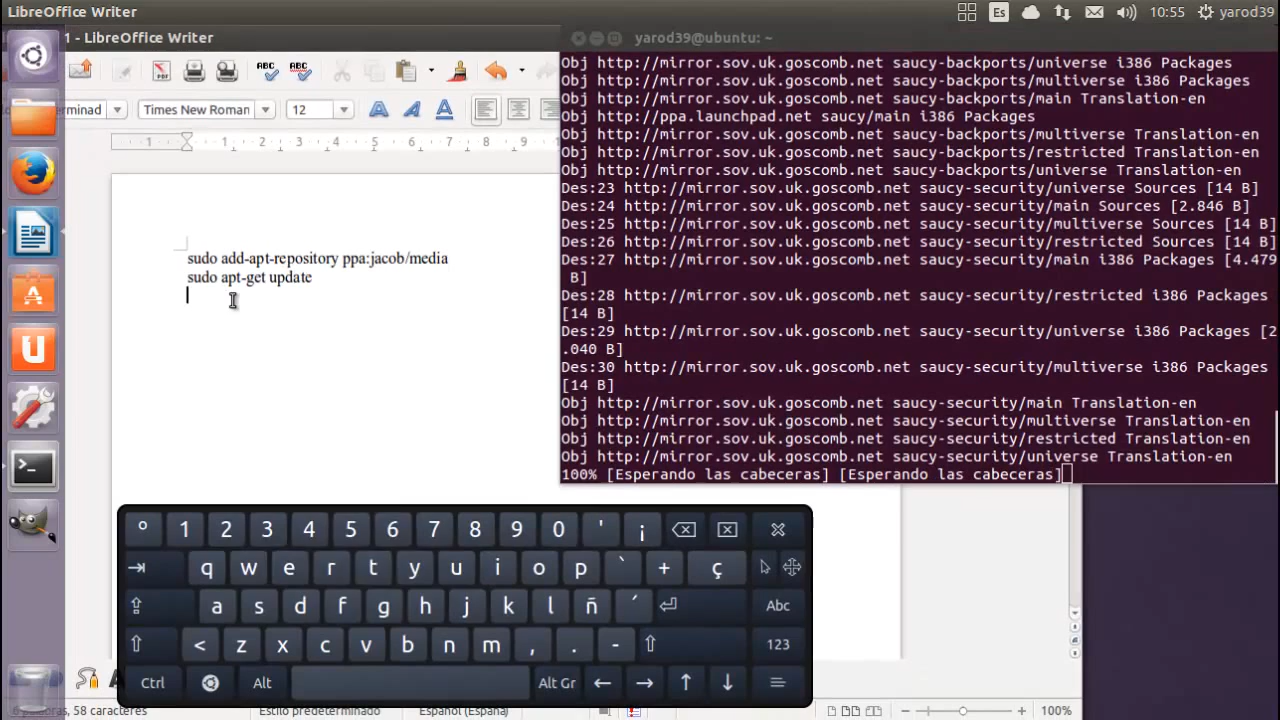 LibreOffice Writer
Es
10:55
yarod39
1 - LibreOffice Writer
yarod39@ubuntu: ~
Times New Roman
12
1 1 2 3 4 5 6 7 8 9
sudo add-apt-repository ppa:jacob/media
sudo apt-get update
Obj http://mirror.sov.uk.goscomb.net saucy-backports/universe i386 Packages
Obj http://mirror.sov.uk.goscomb.net saucy-backports/multiverse i386 Packages
Obj http://mirror.sov.uk.goscomb.net saucy-backports/main Translation-en
Obj http://ppa.launchpad.net saucy/main i386 Packages
Obj http://mirror.sov.uk.goscomb.net saucy-backports/multiverse Translation-en
Obj http://mirror.sov.uk.goscomb.net saucy-backports/restricted Translation-en
Obj http://mirror.sov.uk.goscomb.net saucy-backports/universe Translation-en
Des:23 http://mirror.sov.uk.goscomb.net saucy-security/universe Sources [14 B]
Des:24 http://mirror.sov.uk.goscomb.net saucy-security/main Sources [2.846 B]
Des:25 http://mirror.sov.uk.goscomb.net saucy-security/multiverse Sources [14 B]
Des:26 http://mirror.sov.uk.goscomb.net saucy-security/restricted Sources [14 B]
Des:27 http://mirror.sov.uk.goscomb.net saucy-security/main i386 Packages [4.479
B]
Des:28 http://mirror.sov.uk.goscomb.net saucy-security/restricted i386 Packages
[14 B]
Des:29 http://mirror.sov.uk.goscomb.net saucy-security/universe i386 Packages [2
.040 B]
Des:30 http://mirror.sov.uk.goscomb.net saucy-security/multiverse i386 Packages
[14 B]
Obj http://mirror.sov.uk.goscomb.net saucy-security/main Translation-en
Obj http://mirror.sov.uk.goscomb.net saucy-security/multiverse Translation-en
Obj http://mirror.sov.uk.goscomb.net saucy-security/restricted Translation-en
Obj http://mirror.sov.uk.goscomb.net saucy-security/universe Translation-en
100% [Esperando las cabeceras] [Esperando las cabeceras]
º 1 2 3 4 5 6 7 8 9 0 ' ¡
q w e r t y u i o p ` + ç
a s d f g h j k l ñ ´ Abc
< z x c v b n m , . - 123
Ctrl Alt Alt Gr
58 caracteres
Estilo predeterminado
Español (España)
100%